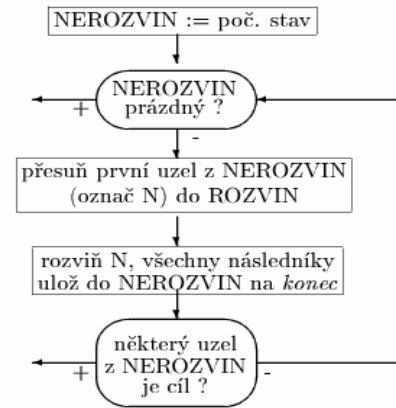 NEROZVIN := poč. stav
NEROZVIN
prázdný ?
+
-
přesuň první uzel z NEROZVIN
(označ N) do ROZVIN
rozviň N, všechny následníky
ulož do NEROZVIN na konec
některý uzel
z NEROZVIN
je cíl ?
+
-